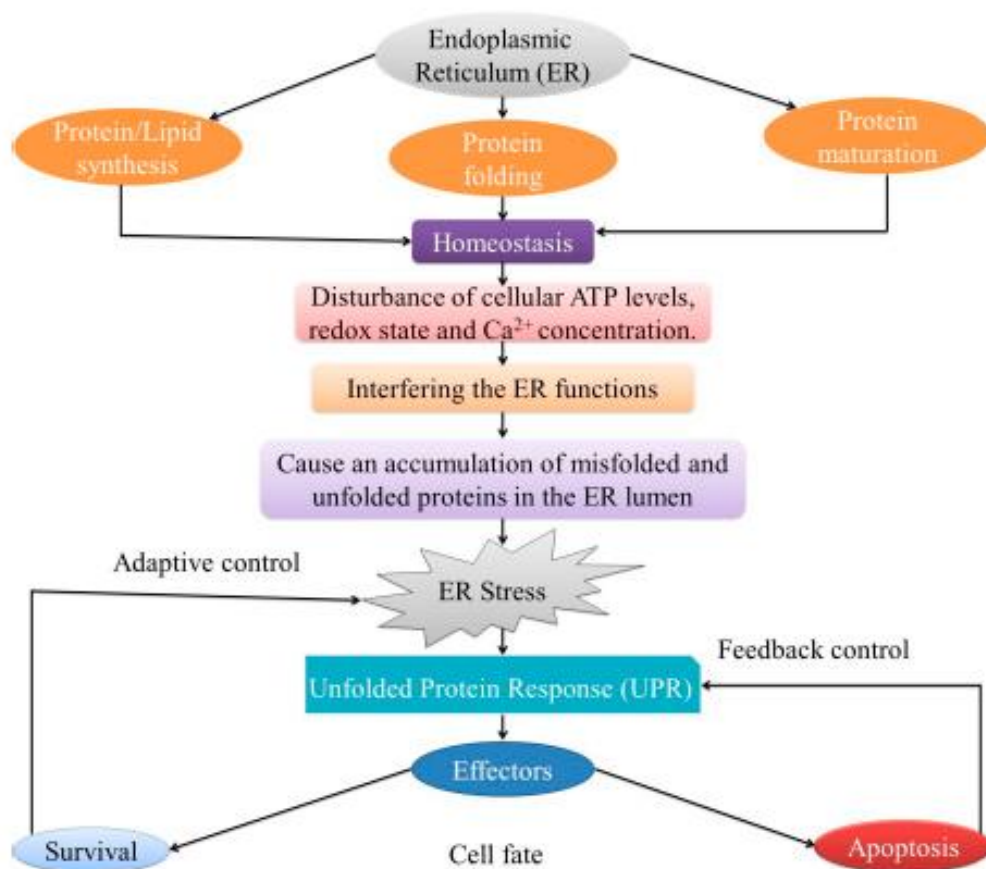 Endoplasmic
Reticulum (ER)
Protein/Lipid
synthesis
Protein
folding
Protein
maturation
Homeostasis
Disturbance of cellular ATP levels,
redox state and Ca²⁺ concentration.
Interfering the ER functions
Cause an accumulation of misfolded and
unfolded proteins in the ER lumen
Adaptive control
ER Stress
Feedback control
Unfolded Protein Response (UPR)
Effectors
Survival
Cell fate
Apoptosis